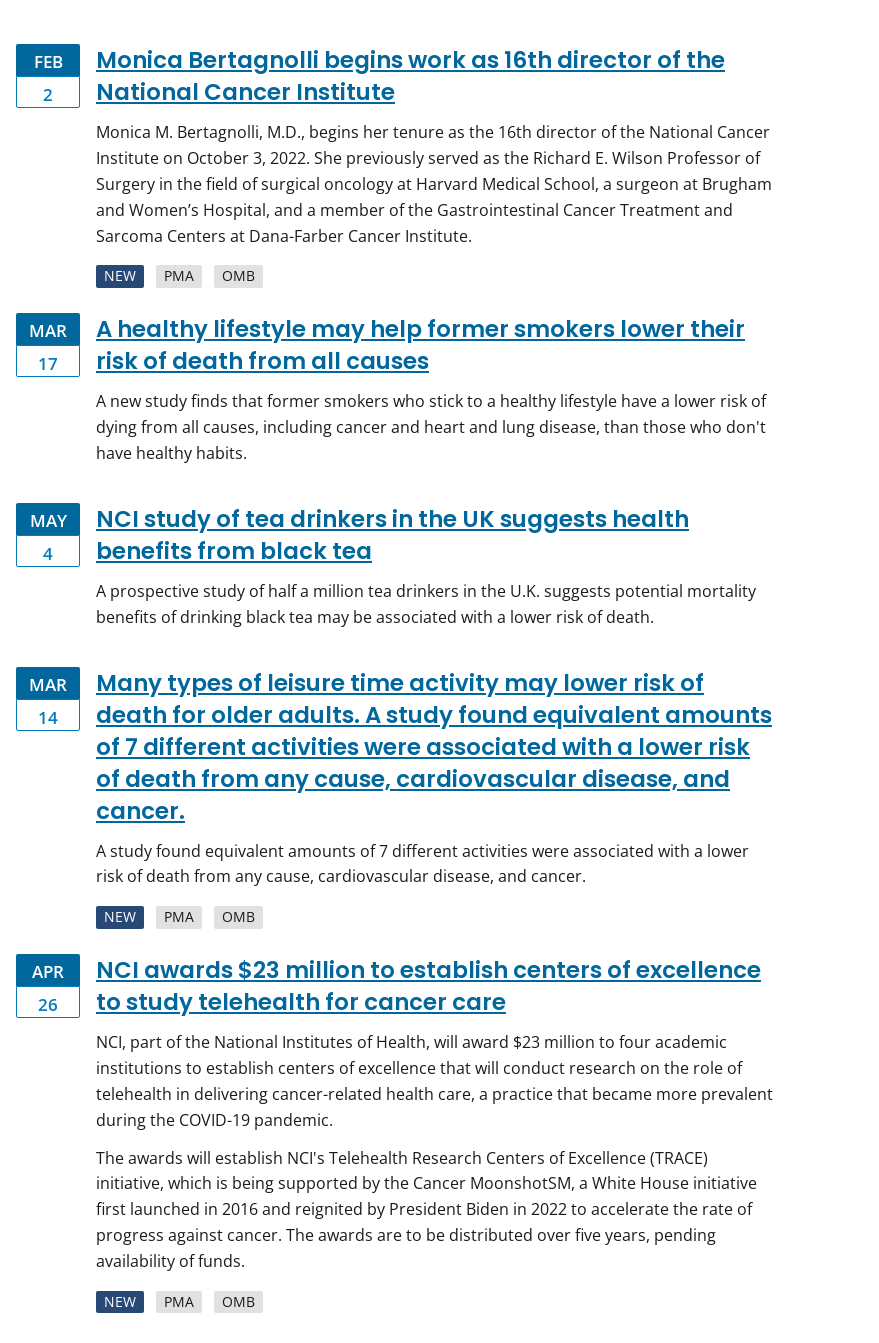 FEB
2
Monica Bertagnolli begins work as 16th director of the
National Cancer Institute
Monica M. Bertagnolli, M.D., begins her tenure as the 16th director of the National Cancer
Institute on October 3, 2022. She previously served as the Richard E. Wilson Professor of
Surgery in the field of surgical oncology at Harvard Medical School, a surgeon at Brugham
and Women’s Hospital, and a member of the Gastrointestinal Cancer Treatment and
Sarcoma Centers at Dana-Farber Cancer Institute.
NEW PMA OMB
MAR
17
A healthy lifestyle may help former smokers lower their
risk of death from all causes
A new study finds that former smokers who stick to a healthy lifestyle have a lower risk of
dying from all causes, including cancer and heart and lung disease, than those who don't
have healthy habits.
MAY
4
NCI study of tea drinkers in the UK suggests health
benefits from black tea
A prospective study of half a million tea drinkers in the U.K. suggests potential mortality
benefits of drinking black tea may be associated with a lower risk of death.
MAR
14
Many types of leisure time activity may lower risk of
death for older adults. A study found equivalent amounts
of 7 different activities were associated with a lower risk
of death from any cause, cardiovascular disease, and
cancer.
A study found equivalent amounts of 7 different activities were associated with a lower
risk of death from any cause, cardiovascular disease, and cancer.
NEW PMA OMB
APR
26
NCI awards $23 million to establish centers of excellence
to study telehealth for cancer care
NCI, part of the National Institutes of Health, will award $23 million to four academic
institutions to establish centers of excellence that will conduct research on the role of
telehealth in delivering cancer-related health care, a practice that became more prevalent
during the COVID-19 pandemic.
The awards will establish NCI's Telehealth Research Centers of Excellence (TRACE)
initiative, which is being supported by the Cancer MoonshotSM, a White House initiative
first launched in 2016 and reignited by President Biden in 2022 to accelerate the rate of
progress against cancer. The awards are to be distributed over five years, pending
availability of funds.
NEW PMA OMB